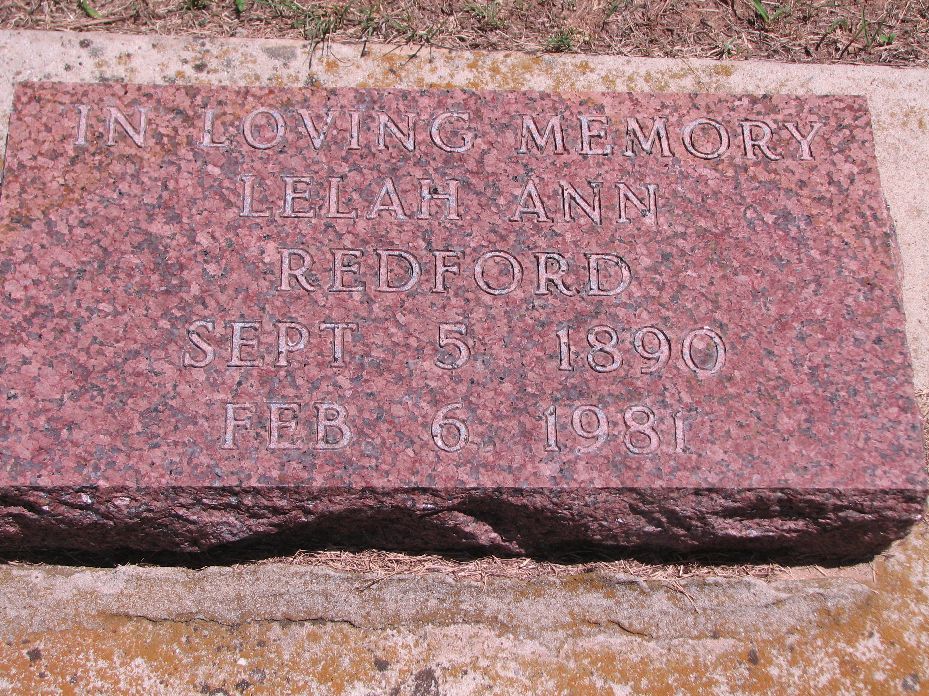 IN LOVING MEMORY
LELAH ANN
REDFORD
SEPT 5 1890
FEB 6 1981